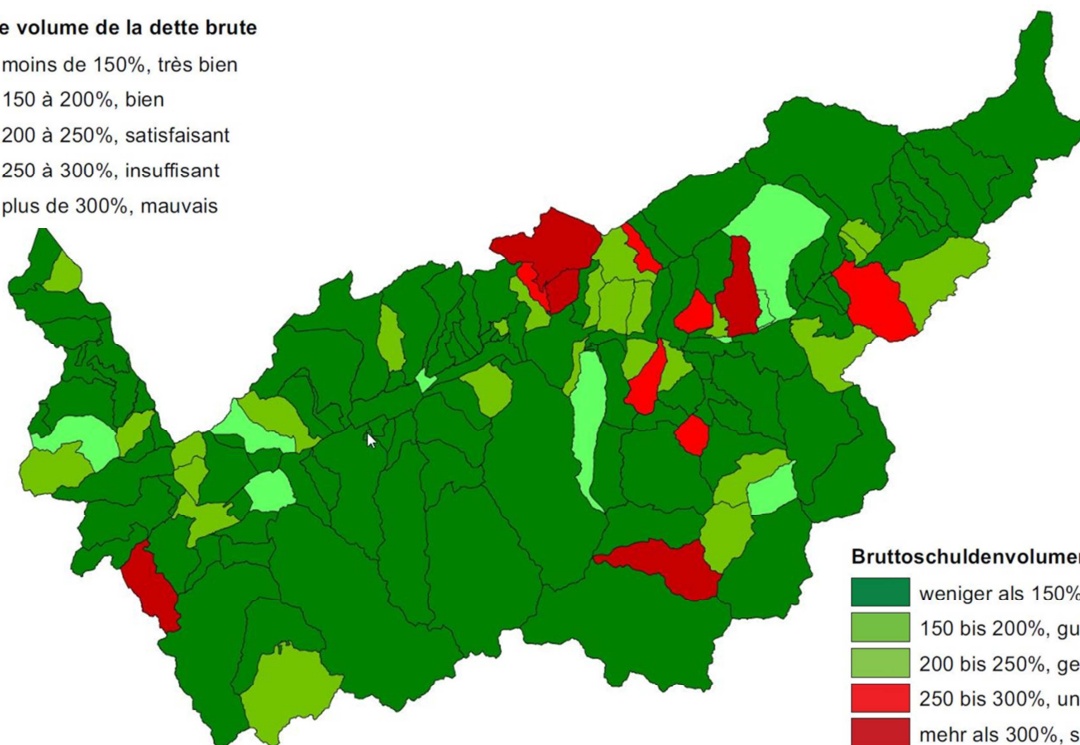 e volume de la dette brute
moins de 150%, très bien
150 à 200%, bien
200 à 250%, satisfaisant
250 à 300%, insuffisant
plus de 300%, mauvais
Bruttoschuldenvolumen
weniger als 150%
150 bis 200%, gu
200 bis 250%, ge
250 bis 300%, un
mehr als 300%, s